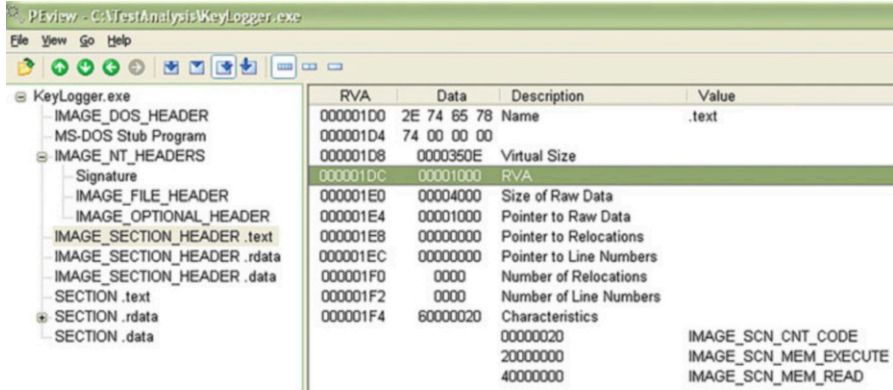 PEview - C:\TestAnalysis\KeyLogger.exe
File View Go Help
KeyLogger.exe
IMAGE_DOS_HEADER
MS-DOS Stub Program
IMAGE_NT_HEADERS
Signature
IMAGE_FILE_HEADER
IMAGE_OPTIONAL_HEADER
IMAGE_SECTION_HEADER .text
IMAGE_SECTION_HEADER .rdata
IMAGE_SECTION_HEADER .data
SECTION .text
SECTION .rdata
SECTION .data
RVA Data Description Value
000001D0 2E 74 65 78 Name .text
000001D4 74 00 00 00
000001D8 0000350E Virtual Size
000001DC 00001000 RVA
000001E0 00004000 Size of Raw Data
000001E4 00001000 Pointer to Raw Data
000001E8 00000000 Pointer to Relocations
000001EC 00000000 Pointer to Line Numbers
000001F0 0000 Number of Relocations
000001F2 0000 Number of Line Numbers
000001F4 60000020 Characteristics
00000020 IMAGE_SCN_CNT_CODE
20000000 IMAGE_SCN_MEM_EXECUTE
40000000 IMAGE_SCN_MEM_READ